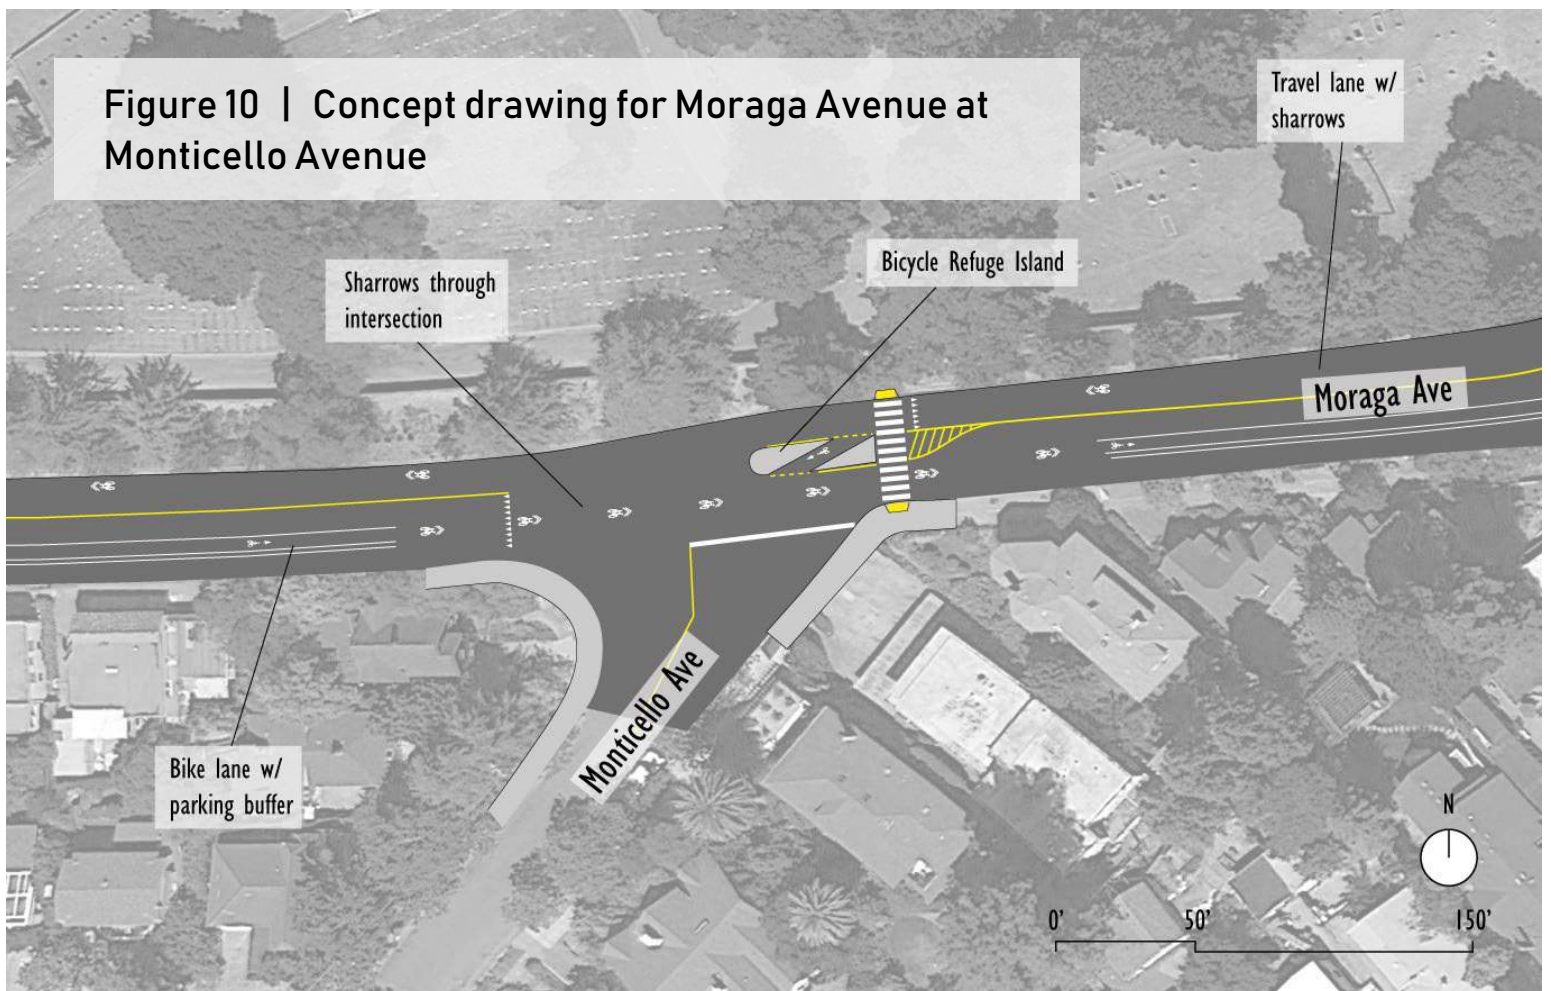 Figure 10 | Concept drawing for Moraga Avenue at
Monticello Avenue
Travel lane w/
sharrows
Bicycle Refuge Island
Sharrows through
intersection
Moraga Ave
Monticello Ave
Bike lane w/
parking buffer
N
0' 50' 150'